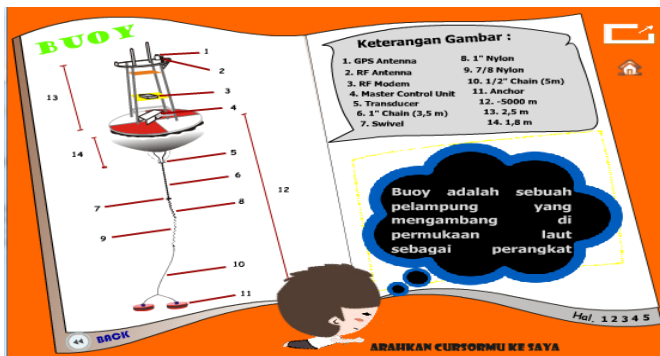 BUOY
1
2
3
4
5
6
7
8
9
10
11
12
13
14
Keterangan Gambar :
1. GPS Antenna
2. RF Antenna
3. RF Modem
4. Master Control Unit
5. Transducer
6. 1" Chain (3,5 m)
7. Swivel
8. 1" Nylon
9. 7/8 Nylon
10. 1/2" Chain (5m)
11. Anchor
12. -5000 m
13. 2,5 m
14. 1,8 m
Buoy adalah sebuah
pelampung yang
mengambang di
permukaan laut
sebagai perangkat
BACK
ARAHKAN CURSORMU KE SAYA
Hal. 1 2 3 4 5